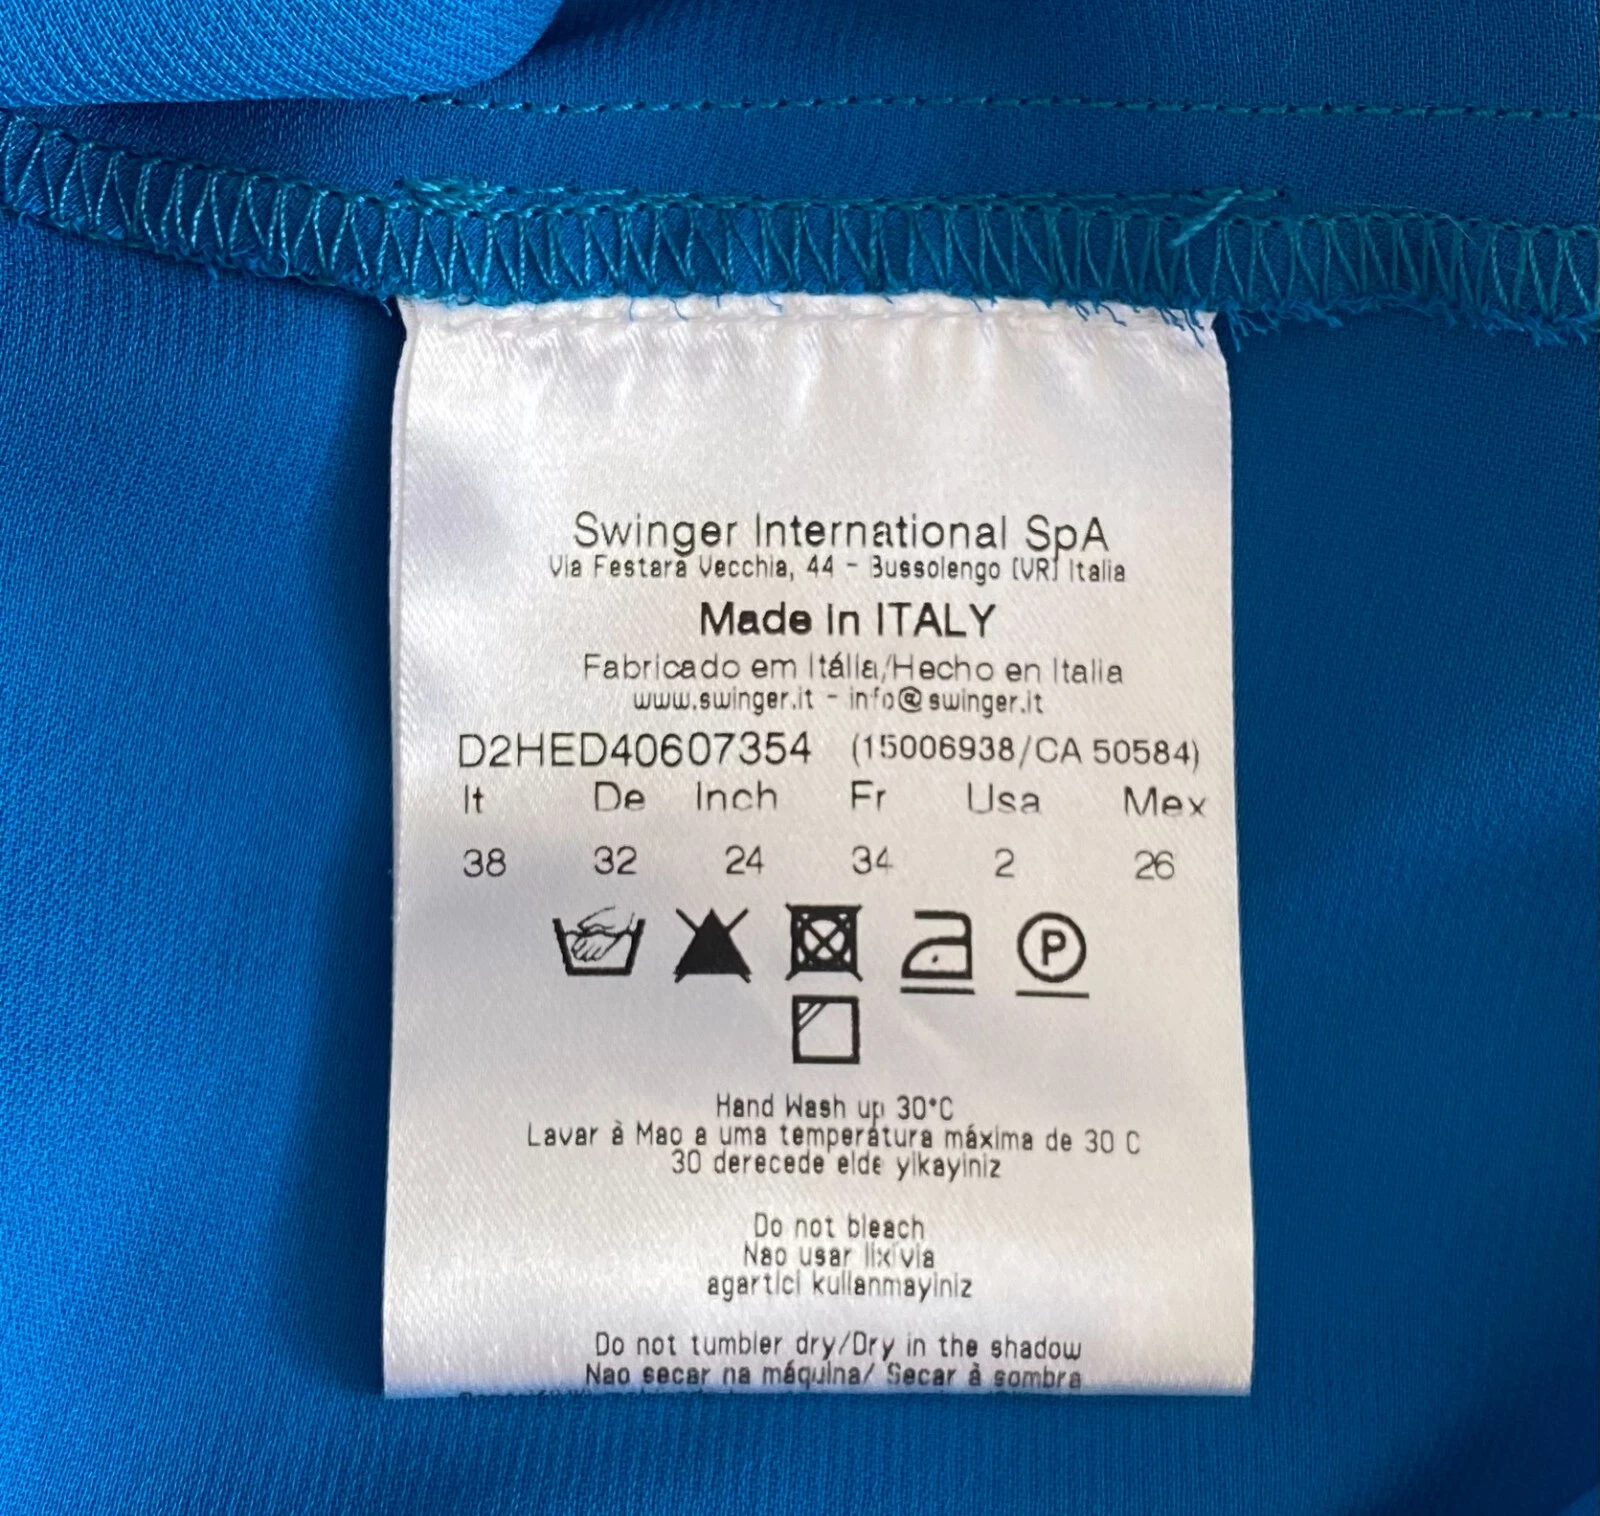 Swinger International SpA
Via Festara Vecchia, 44 - Bussolengo (VR) Italia
Made in ITALY
Fabricado em Itália/Hecho en Italia
www.swinger.it - info@swinger.it
D2HED40607354 (15006938/CA 50584)
It De Inch Fr Usa Mex
38 32 24 34 2 26
P
Hand Wash up 30°C
Lavar à Mao a uma temperatura máxima de 30 C
30 derecede elde yikayiniz
Do not bleach
Nao usar lixívia
agartici kullanmayiniz
Do not tumbler dry/Dry in the shadow
Nao secar na máquina/ Secar à sombra